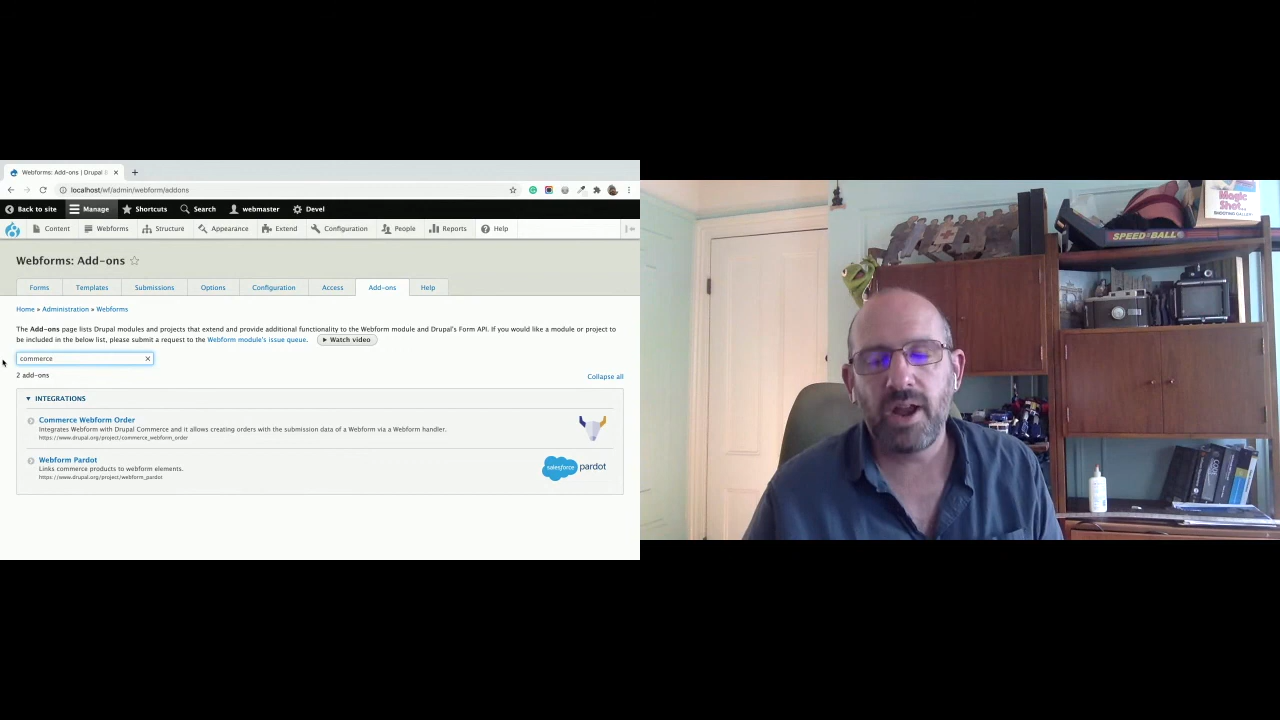 Webforms: Add-ons | Drupal
localhost/wf/admin/webform/addons
Back to site Manage Shortcuts Search webmaster Devel
Content Webforms Structure Appearance Extend Configuration People Reports Help
Webforms: Add-ons
Forms Templates Submissions Options Configuration Access Add-ons Help
Home » Administration » Webforms
The Add-ons page lists Drupal modules and projects that extend and provide additional functionality to the Webform module and Drupal's Form API. If you would like a module or project to
be included in the below list, please submit a request to the Webform module's issue queue. Watch video
commerce
2 add-ons
Collapse all
INTEGRATIONS
Commerce Webform Order
Integrates Webform with Drupal Commerce and it allows creating orders with the submission data of a Webform via a Webform handler.
https://www.drupal.org/project/commerce_webform_order
Webform Pardot
Links commerce products to webform elements.
https://www.drupal.org/project/webform_pardot
salesforce pardot
Magic
Shot
SHOOTING GALLERY
SPEED BALL